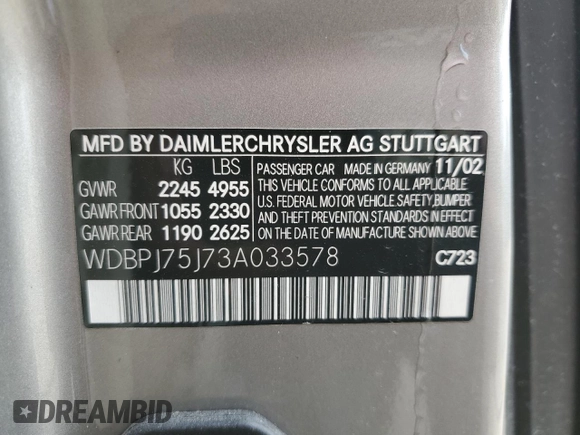 MFD BY DAIMLERCHRYSLER AG STUTTGART
KG LBS
GVWR 2245 4955
GAWR FRONT 1055 2330
GAWR REAR 1190 2625
PASSENGER CAR MADE IN GERMANY 11/02
THIS VEHICLE CONFORMS TO ALL APPLICABLE
U.S. FEDERAL MOTOR VEHICLE SAFETY, BUMPER
AND THEFT PREVENTION STANDARDS IN EFFECT
ON THE DATE OF MANUFACTURE SHOWN ABOVE.
WDBPJ75J73A033578 C723
DREAMBID